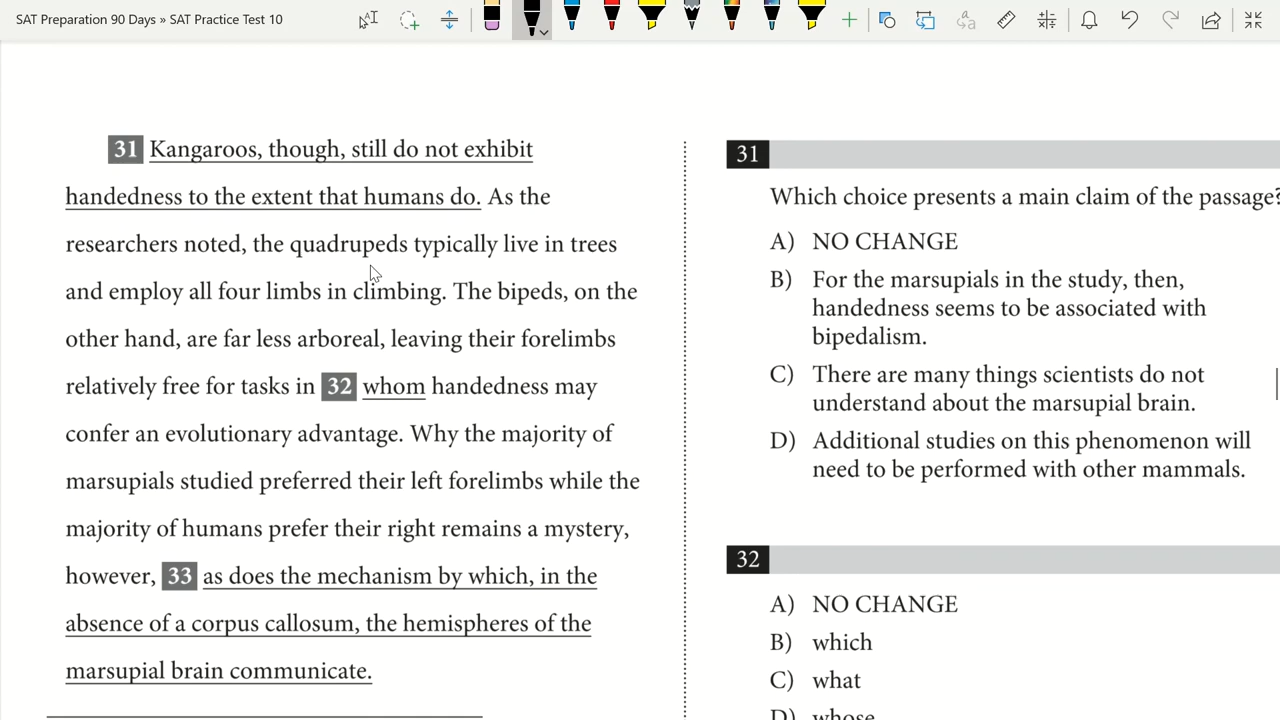 SAT Preparation 90 Days » SAT Practice Test 10
31 Kangaroos, though, still do not exhibit
handedness to the extent that humans do. As the
researchers noted, the quadrupeds typically live in trees
and employ all four limbs in climbing. The bipeds, on the
other hand, are far less arboreal, leaving their forelimbs
relatively free for tasks in 32 whom handedness may
confer an evolutionary advantage. Why the majority of
marsupials studied preferred their left forelimbs while the
majority of humans prefer their right remains a mystery,
however, 33 as does the mechanism by which, in the
absence of a corpus callosum, the hemispheres of the
marsupial brain communicate.
31
Which choice presents a main claim of the passage?
A) NO CHANGE
B) For the marsupials in the study, then,
handedness seems to be associated with
bipedalism.
C) There are many things scientists do not
understand about the marsupial brain.
D) Additional studies on this phenomenon will
need to be performed with other mammals.
32
A) NO CHANGE
B) which
C) what
D) whose